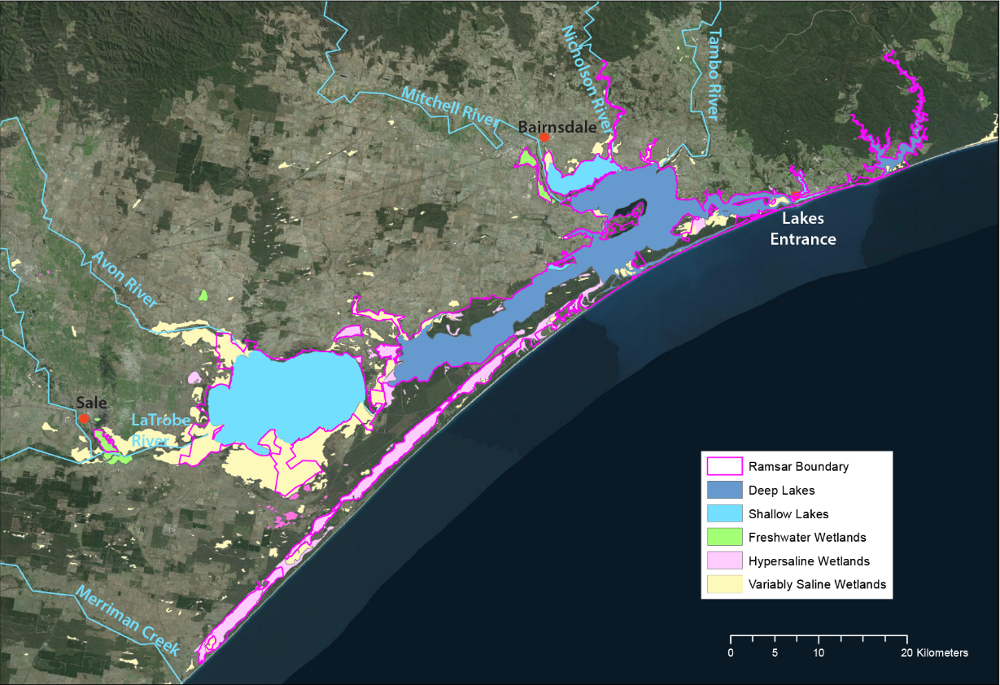 Nicholson River
Tambo River
Mitchell River
Bairnsdale
Lakes
Entrance
Avon River
Sale
LaTrobe
River
Merriman Creek
Ramsar Boundary
Deep Lakes
Shallow Lakes
Freshwater Wetlands
Hypersaline Wetlands
Variably Saline Wetlands
0 5 10 20 Kilometers